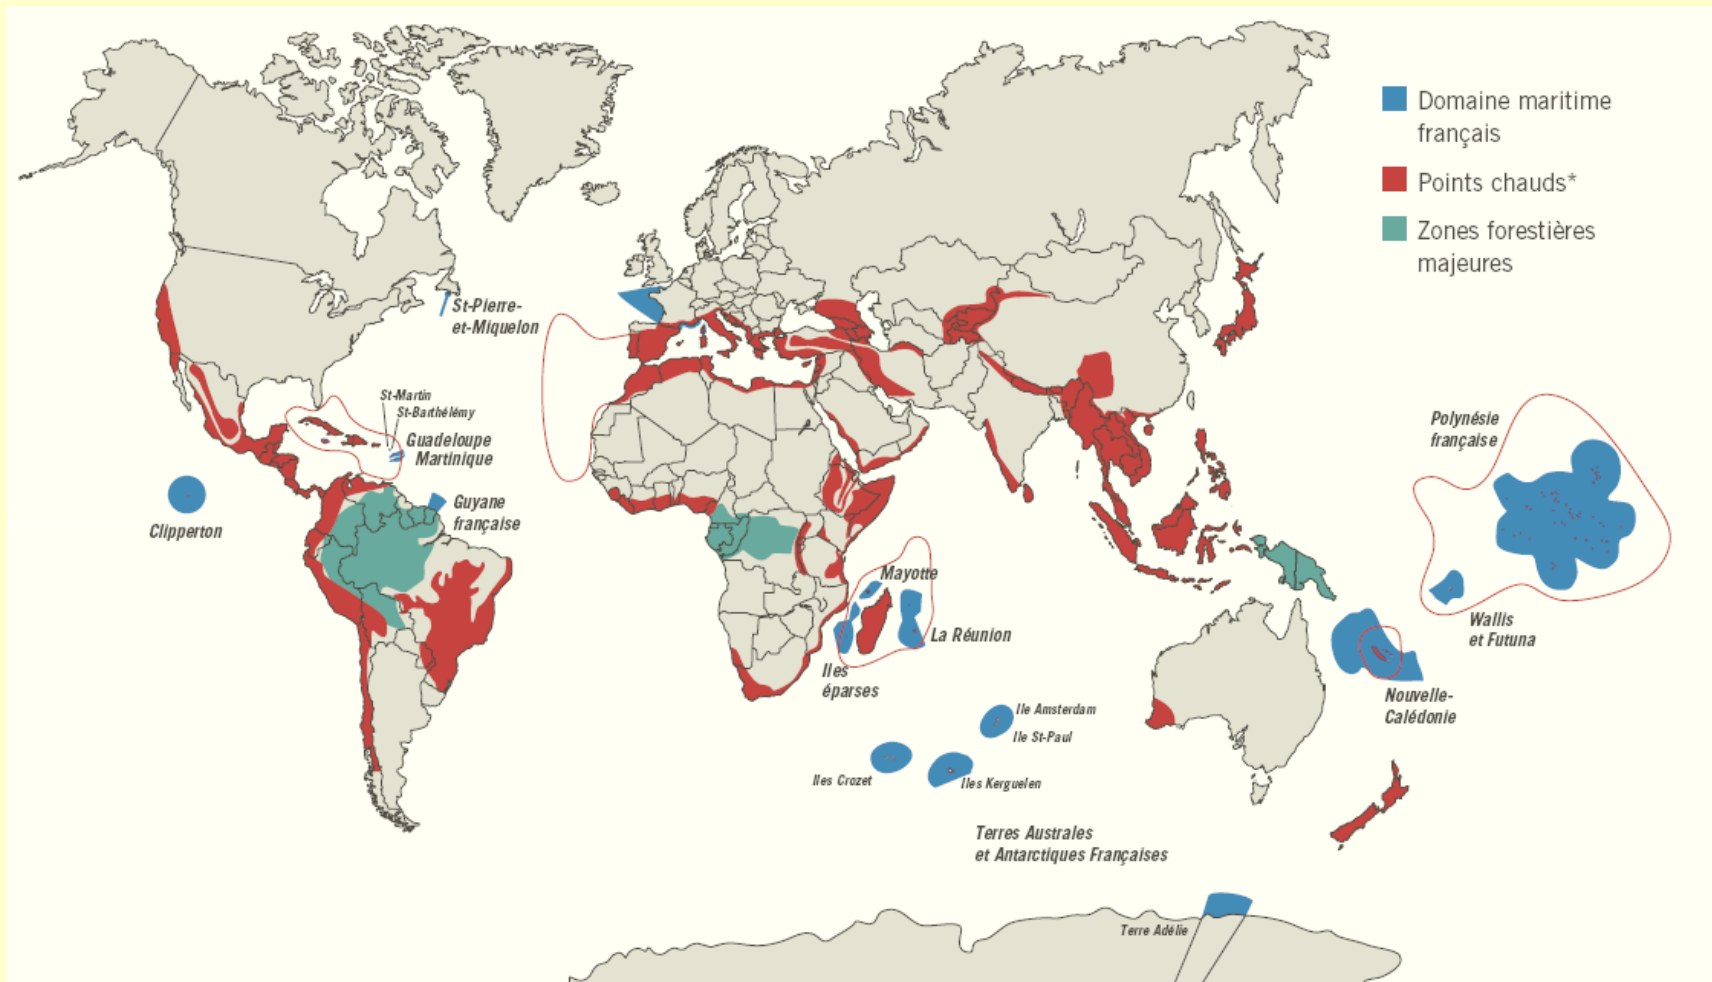 Domaine maritime
français
Points chauds*
Zones forestières
majeures
St-Pierre-
et-Miquelon
St-Martin
St-Barthélémy
Guadeloupe
Martinique
Clipperton
Guyane
française
Polynésie
française
Mayotte
La Réunion
Iles
éparses
Wallis
et Futuna
Nouvelle-
Calédonie
Ile Amsterdam
Ile St-Paul
Iles Crozet
Iles Kerguelen
Terres Australes
et Antarctiques Françaises
Terre Adélie